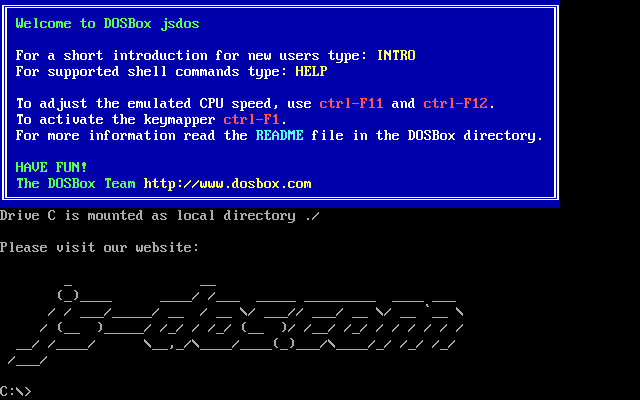 Welcome to DOSBox jsdos
For a short introduction for new users type: INTRO
For supported shell commands type: HELP
To adjust the emulated CPU speed, use ctrl-F11 and ctrl-F12.
To activate the keymapper ctrl-F1.
For more information read the README file in the DOSBox directory.
HAVE FUN!
The DOSBox Team http://www.dosbox.com
Drive C is mounted as local directory ./
Please visit our website:
js-dos.com
C:\>